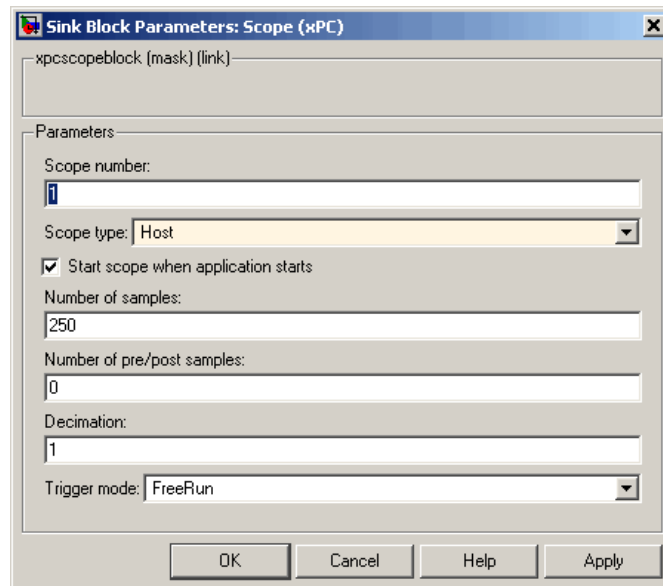 Sink Block Parameters: Scope (xPC)
xpcscopeblock (mask) (link)
Parameters
Scope number:
1
Scope type: Host
Start scope when application starts
Number of samples:
250
Number of pre/post samples:
0
Decimation:
1
Trigger mode: FreeRun
OK Cancel Help Apply